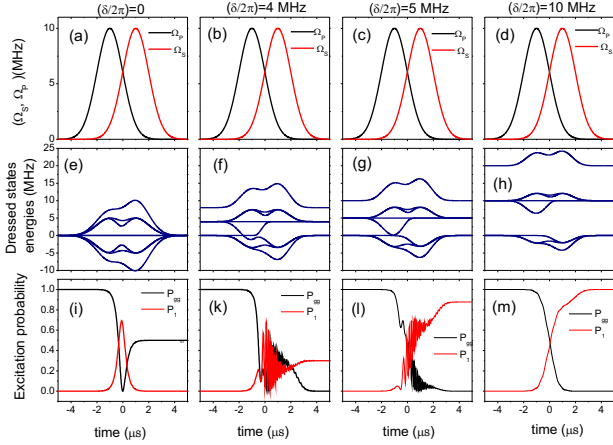 (δ/2π)=0 (δ/2π)=4 MHz (δ/2π)=5 MHz (δ/2π)=10 MHz
(Ω_S, Ω_P )(MHz)
10
5
0
(a) Ω_P Ω_S
(b) Ω_P Ω_S
(c) Ω_P Ω_S
(d) Ω_P Ω_S
Dressed states
energies (MHz)
25
20
15
10
5
0
-5
-10
(e) (f) (g) (h)
Excitation probability
1.0
0.8
0.6
0.4
0.2
0.0
(i) P_gg P_1
(k) P_gg P_1
(l) P_gg P_1
(m) P_gg P_1
-4 -2 0 2 4 -4 -2 0 2 4 -4 -2 0 2 4 -4 -2 0 2 4
time (μs) time (μs) time (μs) time (μs)